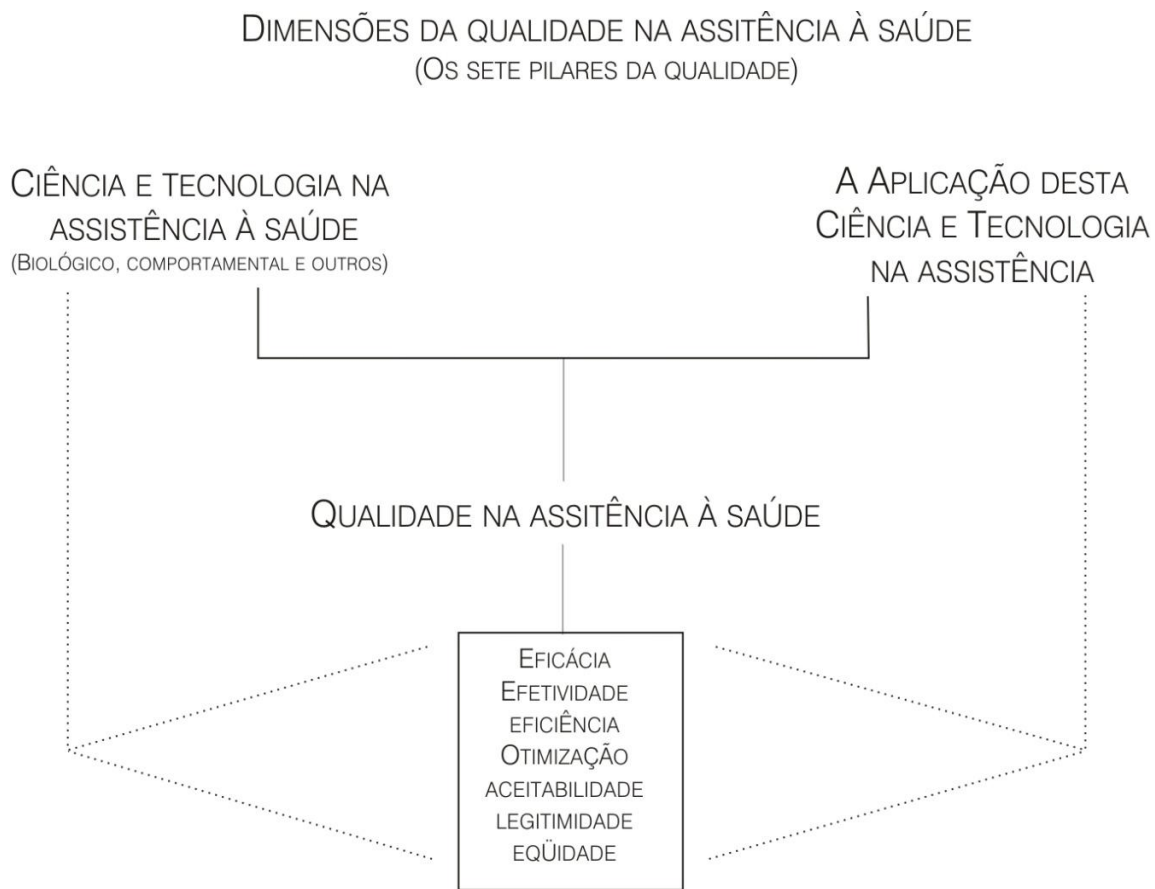 DIMENSÕES DA QUALIDADE NA ASSITÊNCIA À SAÚDE
(OS SETE PILARES DA QUALIDADE)
CIÊNCIA E TECNOLOGIA NA
ASSISTÊNCIA À SAÚDE
(BIOLÓGICO, COMPORTAMENTAL E OUTROS)
A APLICAÇÃO DESTA
CIÊNCIA E TECNOLOGIA
NA ASSISTÊNCIA
QUALIDADE NA ASSITÊNCIA À SAÚDE
EFICÁCIA
EFETIVIDADE
EFICIÊNCIA
OTIMIZAÇÃO
ACEITABILIDADE
LEGITIMIDADE
EQÜIDADE